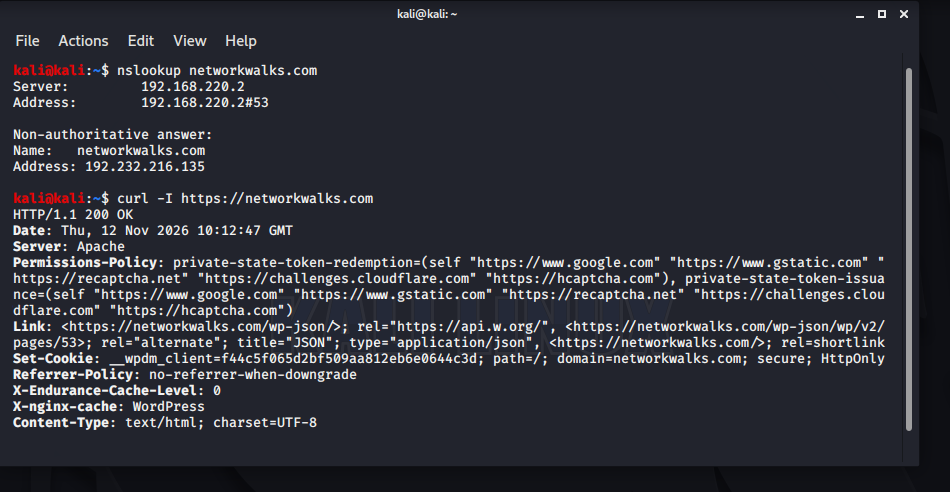 kali@kali: ~
File Actions Edit View Help
kali@kali:~$ nslookup networkwalks.com
Server:         192.168.220.2
Address:        192.168.220.2#53
Non-authoritative answer:
Name:   networkwalks.com
Address: 192.232.216.135
kali@kali:~$ curl -I https://networkwalks.com
HTTP/1.1 200 OK
Date: Thu, 12 Nov 2026 10:12:47 GMT
Server: Apache
Permissions-Policy: private-state-token-redemption=(self "https://www.google.com" "https://www.gstatic.com" "
https://recaptcha.net" "https://challenges.cloudflare.com" "https://hcaptcha.com"), private-state-token-issua
nce=(self "https://www.google.com" "https://www.gstatic.com" "https://recaptcha.net" "https://challenges.clou
dflare.com" "https://hcaptcha.com")
Link: <https://networkwalks.com/wp-json/>; rel="https://api.w.org/", <https://networkwalks.com/wp-json/wp/v2/
pages/53>; rel="alternate"; title="JSON"; type="application/json", <https://networkwalks.com/>; rel=shortlink
Set-Cookie: __wpdm_client=f44c5f065d2bf509aa812eb6e0644c3d; path=/; domain=networkwalks.com; secure; HttpOnly
Referrer-Policy: no-referrer-when-downgrade
X-Endurance-Cache-Level: 0
X-nginx-cache: WordPress
Content-Type: text/html; charset=UTF-8
KALI LINUX